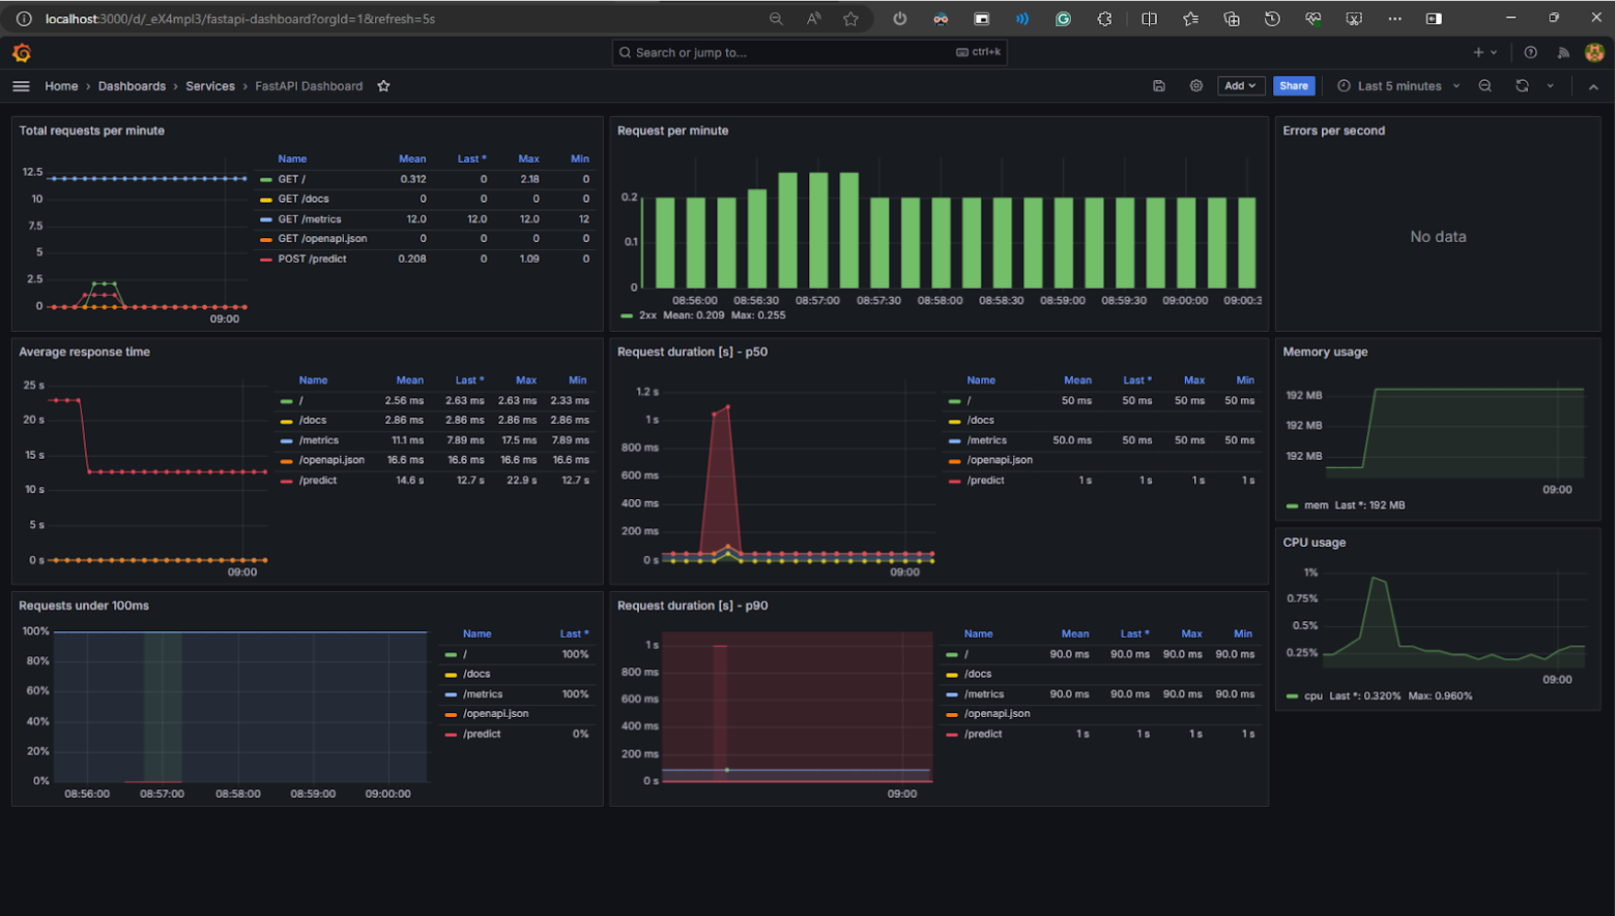 localhost:3000/d/_eX4mpl3/fastapi-dashboard?orgId=1&refresh=5s
Search or jump to... ctrl+k
Home › Dashboards › Services › FastAPI Dashboard
Add Share Last 5 minutes
Total requests per minute
12.5
10
7.5
5
2.5
0
09:00
Name Mean Last * Max Min
GET / 0.312 0 2.18 0
GET /docs 0 0 0 0
GET /metrics 12.0 12.0 12.0 12
GET /openapi.json 0 0 0 0
POST /predict 0.208 0 1.09 0
Request per minute
0.2
0.1
0
08:56:00 08:56:30 08:57:00 08:57:30 08:58:00 08:58:30 08:59:00 08:59:30 09:00:00 09:00:3
2xx Mean: 0.209 Max: 0.255
Errors per second
No data
Average response time
25 s
20 s
15 s
10 s
5 s
0 s
09:00
Name Mean Last * Max Min
/ 2.56 ms 2.63 ms 2.63 ms 2.33 ms
/docs 2.86 ms 2.86 ms 2.86 ms 2.86 ms
/metrics 11.1 ms 7.89 ms 17.5 ms 7.89 ms
/openapi.json 16.6 ms 16.6 ms 16.6 ms 16.6 ms
/predict 14.6 s 12.7 s 22.9 s 12.7 s
Request duration [s] - p50
1.2 s
1 s
800 ms
600 ms
400 ms
200 ms
0 s
09:00
Name Mean Last * Max Min
/ 50 ms 50 ms 50 ms 50 ms
/docs
/metrics 50.0 ms 50 ms 50 ms 50 ms
/openapi.json
/predict 1 s 1 s 1 s 1 s
Memory usage
192 MB
192 MB
192 MB
09:00
mem Last *: 192 MB
CPU usage
1%
0.75%
0.5%
0.25%
09:00
cpu Last *: 0.320% Max: 0.960%
Requests under 100ms
100%
80%
60%
40%
20%
0%
08:56:00 08:57:00 08:58:00 08:59:00 09:00:00
Name Last *
/ 100%
/docs
/metrics 100%
/openapi.json
/predict 0%
Request duration [s] - p90
1 s
800 ms
600 ms
400 ms
200 ms
0 s
09:00
Name Mean Last * Max Min
/ 90.0 ms 90.0 ms 90.0 ms 90.0 ms
/docs
/metrics 90.0 ms 90.0 ms 90.0 ms 90.0 ms
/openapi.json
/predict 1 s 1 s 1 s 1 s